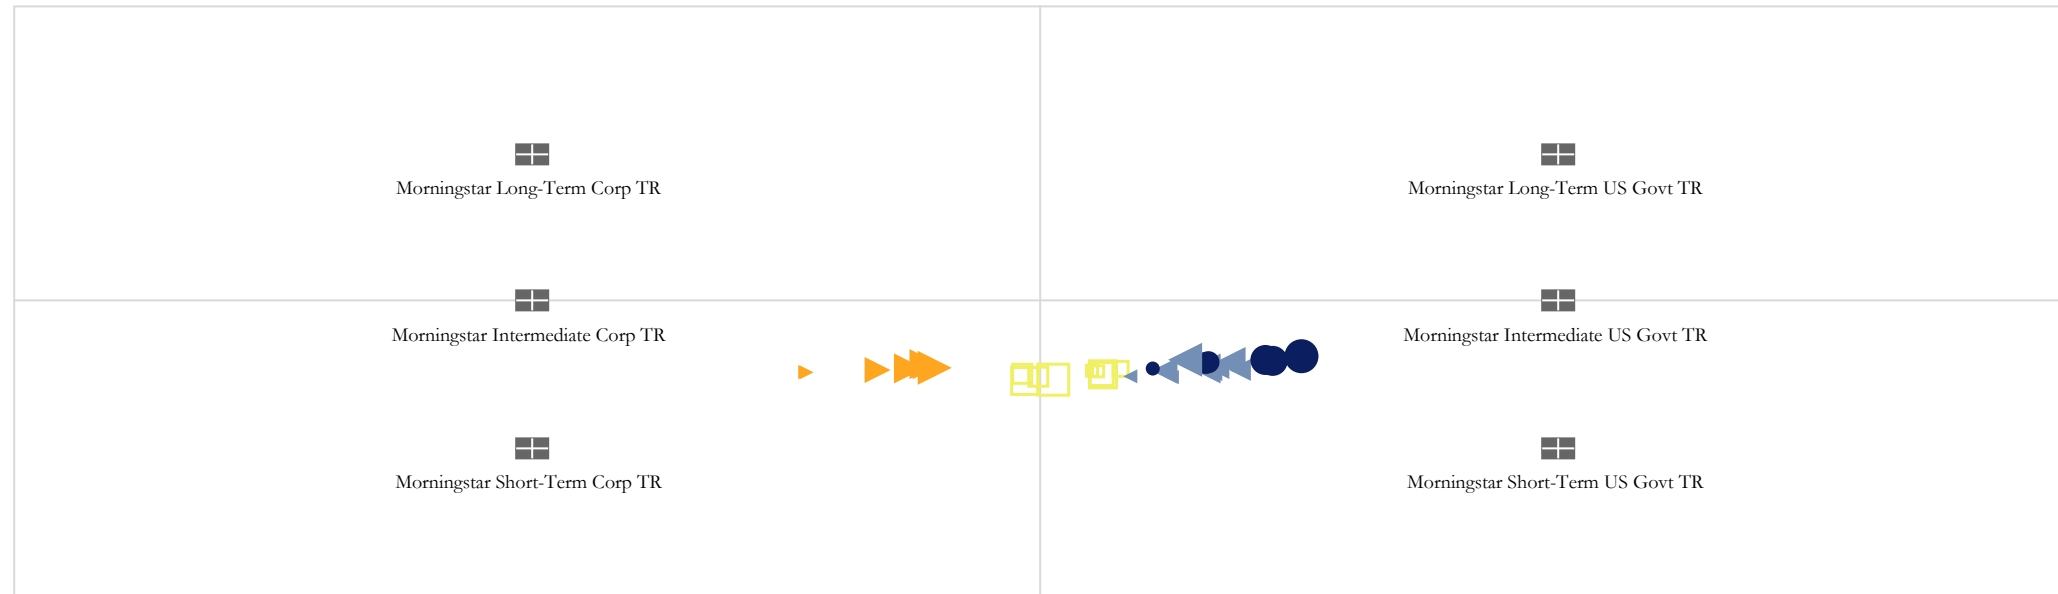 Morningstar Long-Term Corp TR
Morningstar Long-Term US Govt TR
Morningstar Intermediate Corp TR
Morningstar Intermediate US Govt TR
Morningstar Short-Term Corp TR
Morningstar Short-Term US Govt TR